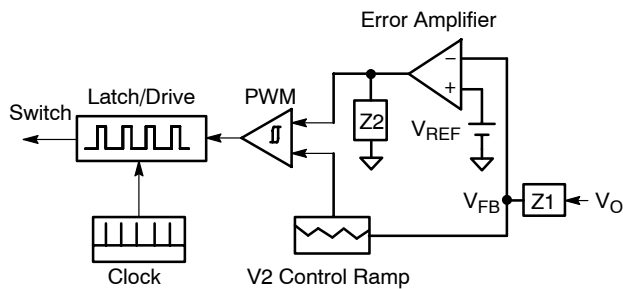 Error Amplifier
Latch/Drive
PWM
Switch
−
+
Z2
VREF
VFB
Z1
VO
Clock
V2 Control Ramp